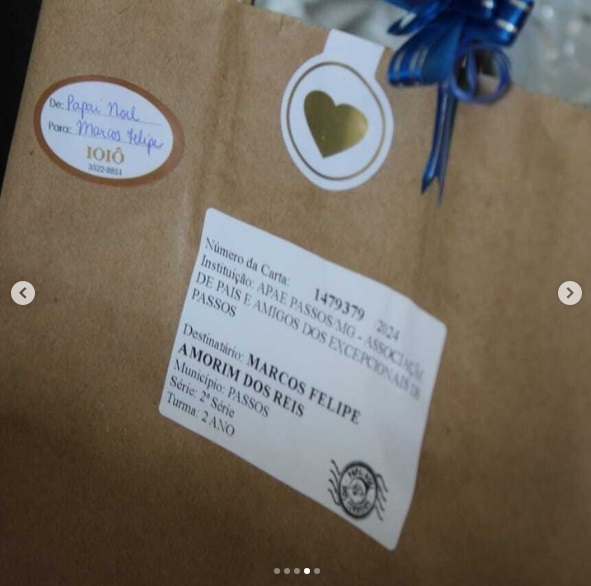 De: Papai Noel
Para: Marcos Felipe
IOIÔ
3522-8851
Número da Carta: 1479379 2024
Instituição: APAE PASSOS/MG - ASSOCIAÇÃO
DE PAIS E AMIGOS DOS EXCEPCIONAIS DE
PASSOS
Destinatário: MARCOS FELIPE
AMORIM DOS REIS
Município: PASSOS
Série: 2ª Série
Turma: 2 ANO